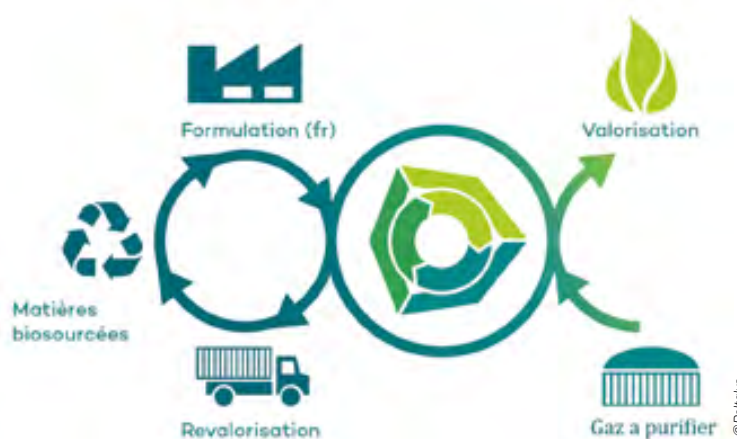 Formulation (fr)
Valorisation
Matières
biosourcées
Revalorisation
Gaz a purifier